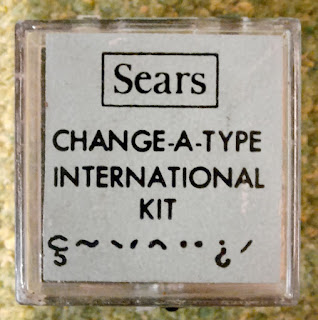 Sears
CHANGE-A-TYPE
INTERNATIONAL
KIT
Ş ~ ` ´ ^ ¨ ¿ ´